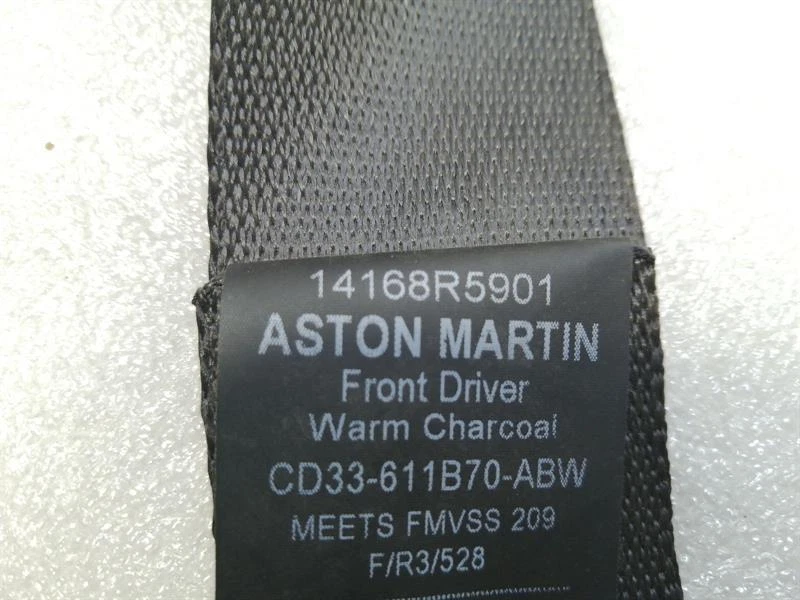 14168R5901
ASTON MARTIN
Front Driver
Warm Charcoal
CD33-611B70-ABW
MEETS FMVSS 209
F/R3/528